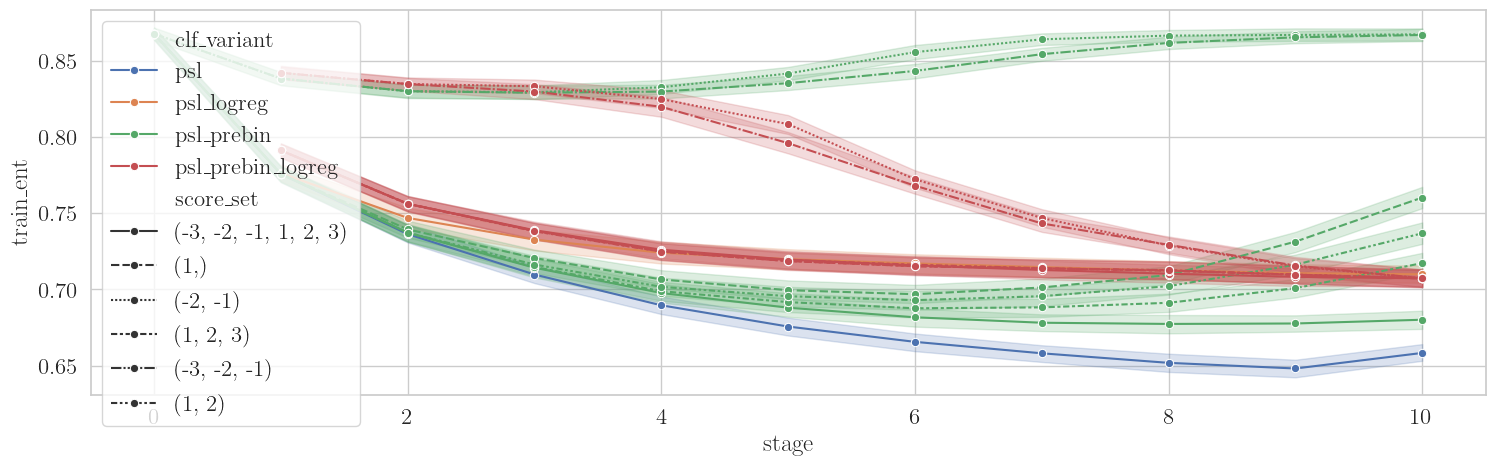 0.85
0.80
0.75
0.70
0.65
train_ent
clf_variant
psl
psl_logreg
psl_prebin
psl_prebin_logreg
score_set
(-3, -2, -1, 1, 2, 3)
(1,)
(-2, -1)
(1, 2, 3)
(-3, -2, -1)
(1, 2)
0 2 4 6 8 10
stage